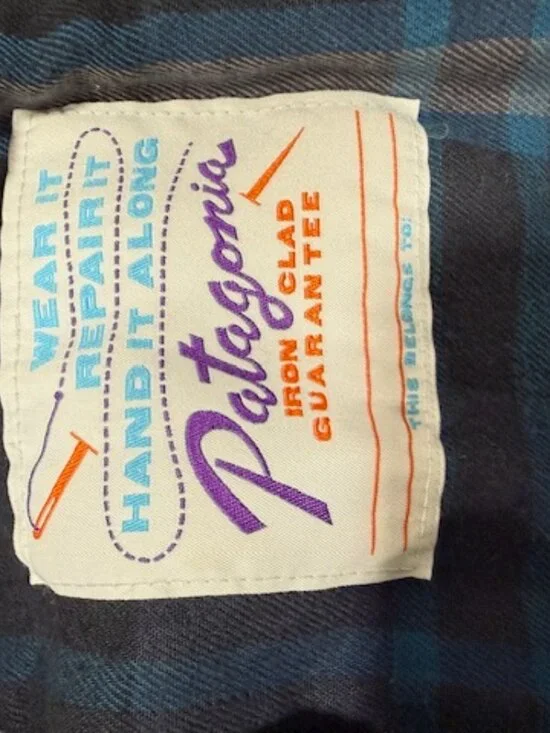 WEAR IT
REPAIR IT
HAND IT ALONG
Patagonia
IRON CLAD
GUARANTEE
THIS BELONGS TO: